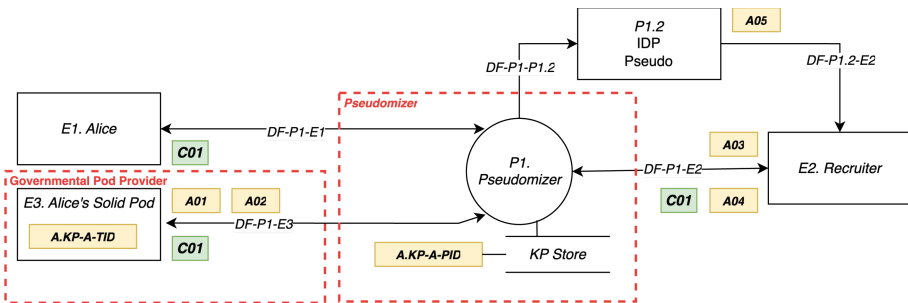 P1.2
IDP
Pseudo
A05
DF-P1-P1.2
DF-P1.2-E2
Pseudomizer
E1. Alice
DF-P1-E1
C01
P1.
Pseudomizer
A03
DF-P1-E2
C01
A04
E2. Recruiter
Governmental Pod Provider
E3. Alice's Solid Pod
A.KP-A-TID
A01
A02
DF-P1-E3
C01
A.KP-A-PID
KP Store